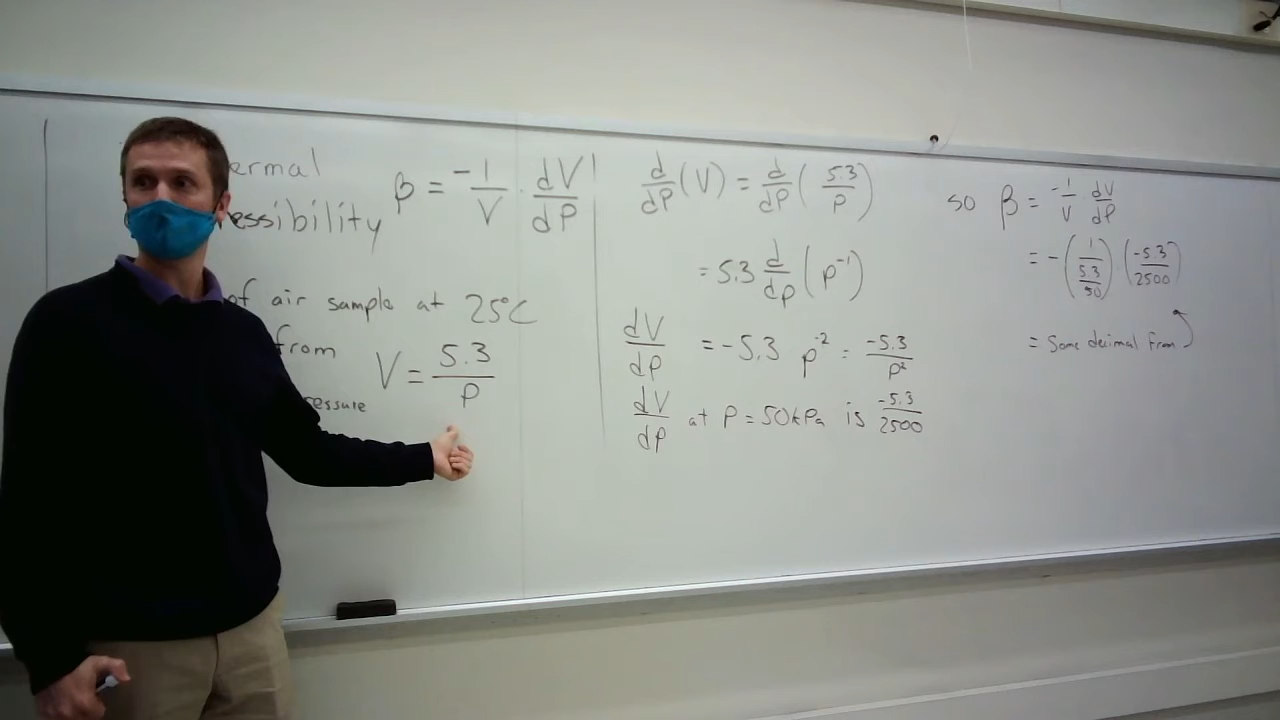 ermal
essibility
β = -1/V · dV/dP
of air sample at 25°C
from
V = 5.3/P
essure
d/dP (V) = d/dP (5.3/P)
= 5.3 d/dp (p⁻¹)
dV/dP = -5.3 p⁻² = -5.3/P²
dV/dP at P = 50kPa is -5.3/2500
so β = -1/V dV/dP
= -(1/(5.3/50)) · (-5.3/2500)
= some decimal from